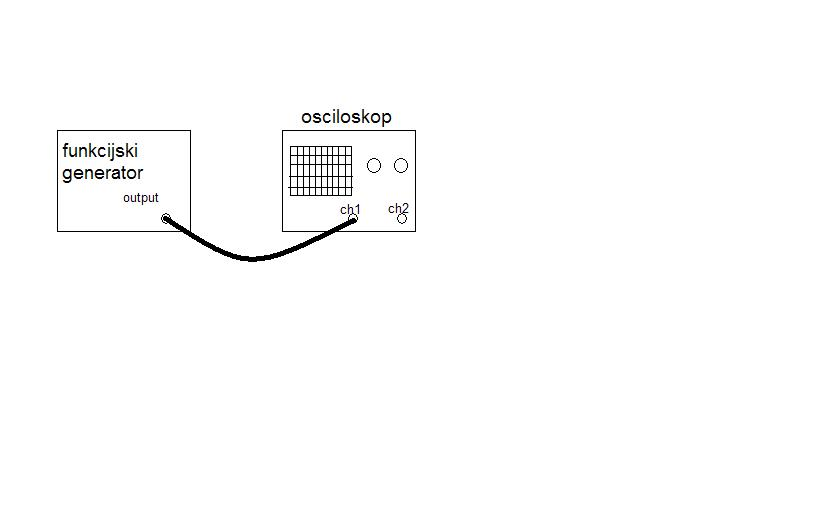 osciloskop
funkcijski
generator
output
ch1
ch2